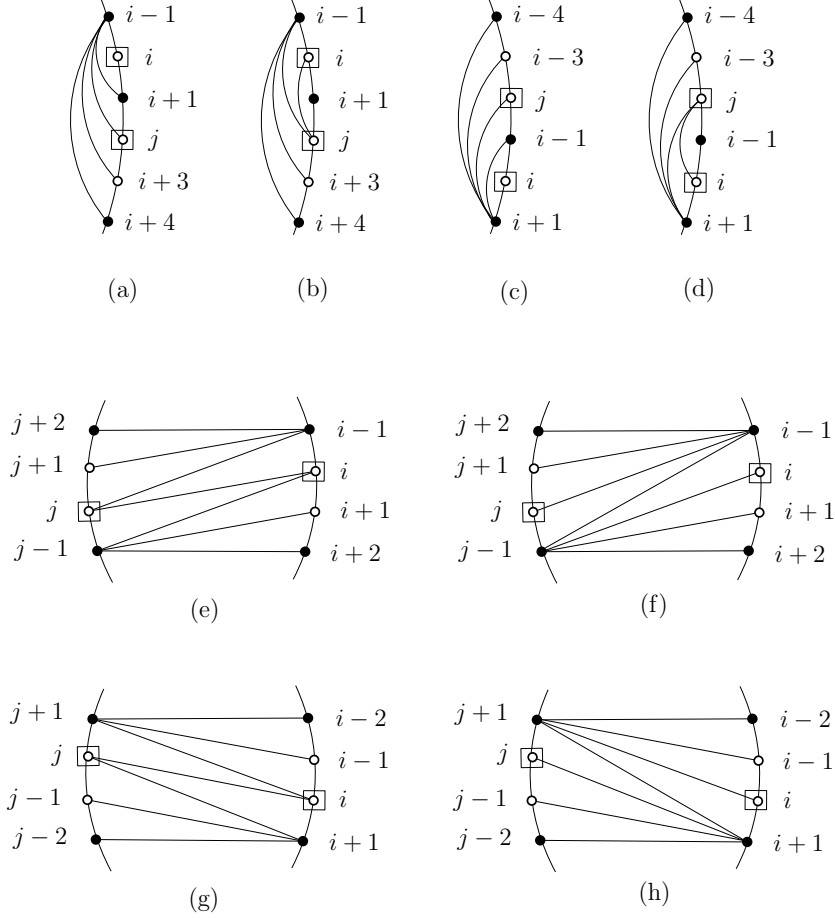 i − 1 i − 1 i − 4 i − 4
i i i − 3 i − 3
i + 1 i + 1 j j
j j i − 1 i − 1
i + 3 i + 3 i i
i + 4 i + 4 i + 1 i + 1
(a) (b) (c) (d)
j + 2 i − 1 j + 2 i − 1
j + 1 i j + 1 i
j i + 1 j i + 1
j − 1 i + 2 j − 1 i + 2
(e) (f)
j + 1 i − 2 j + 1 i − 2
j i − 1 j i − 1
j − 1 i j − 1 i
j − 2 i + 1 j − 2 i + 1
(g) (h)